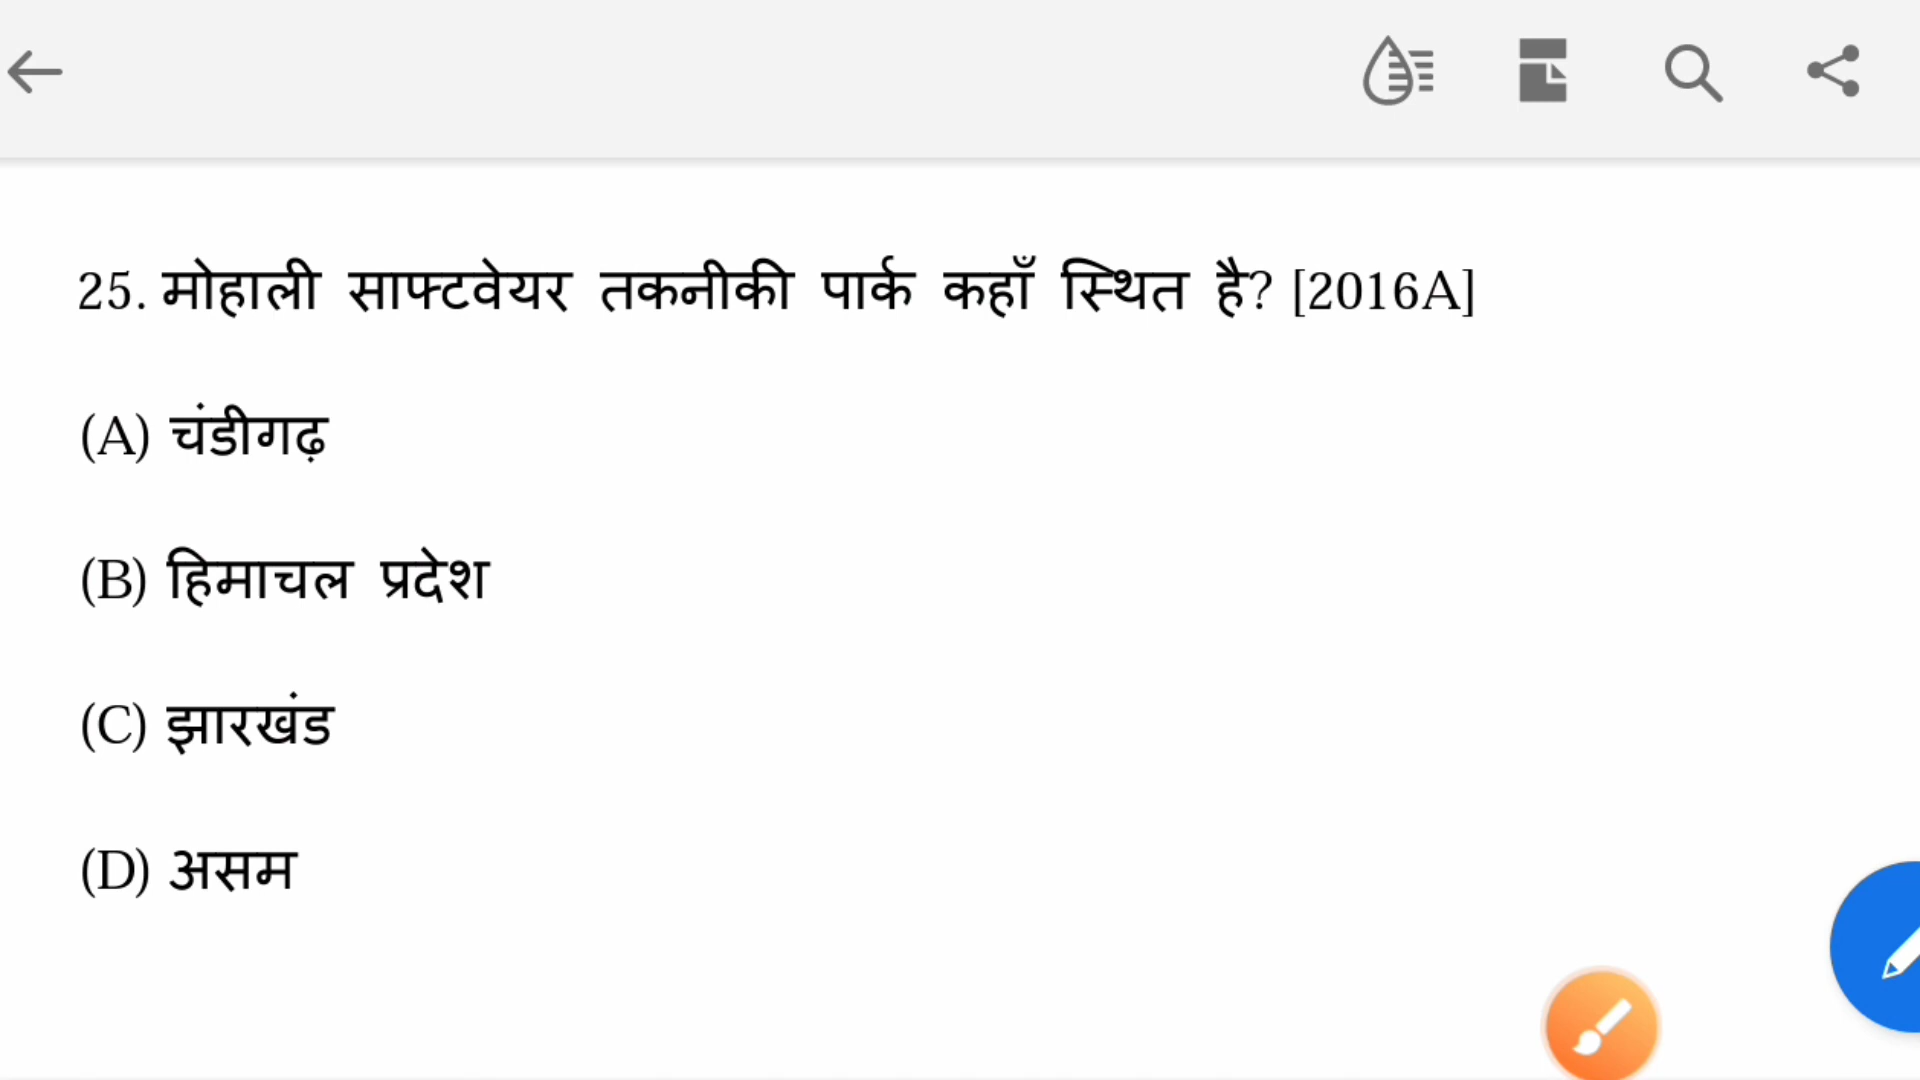 25. मोहाली साफ्टवेयर तकनीकी पार्क कहाँ स्थित है? [2016A]
(A) चंडीगढ़
(B) हिमाचल प्रदेश
(C) झारखंड
(D) असम